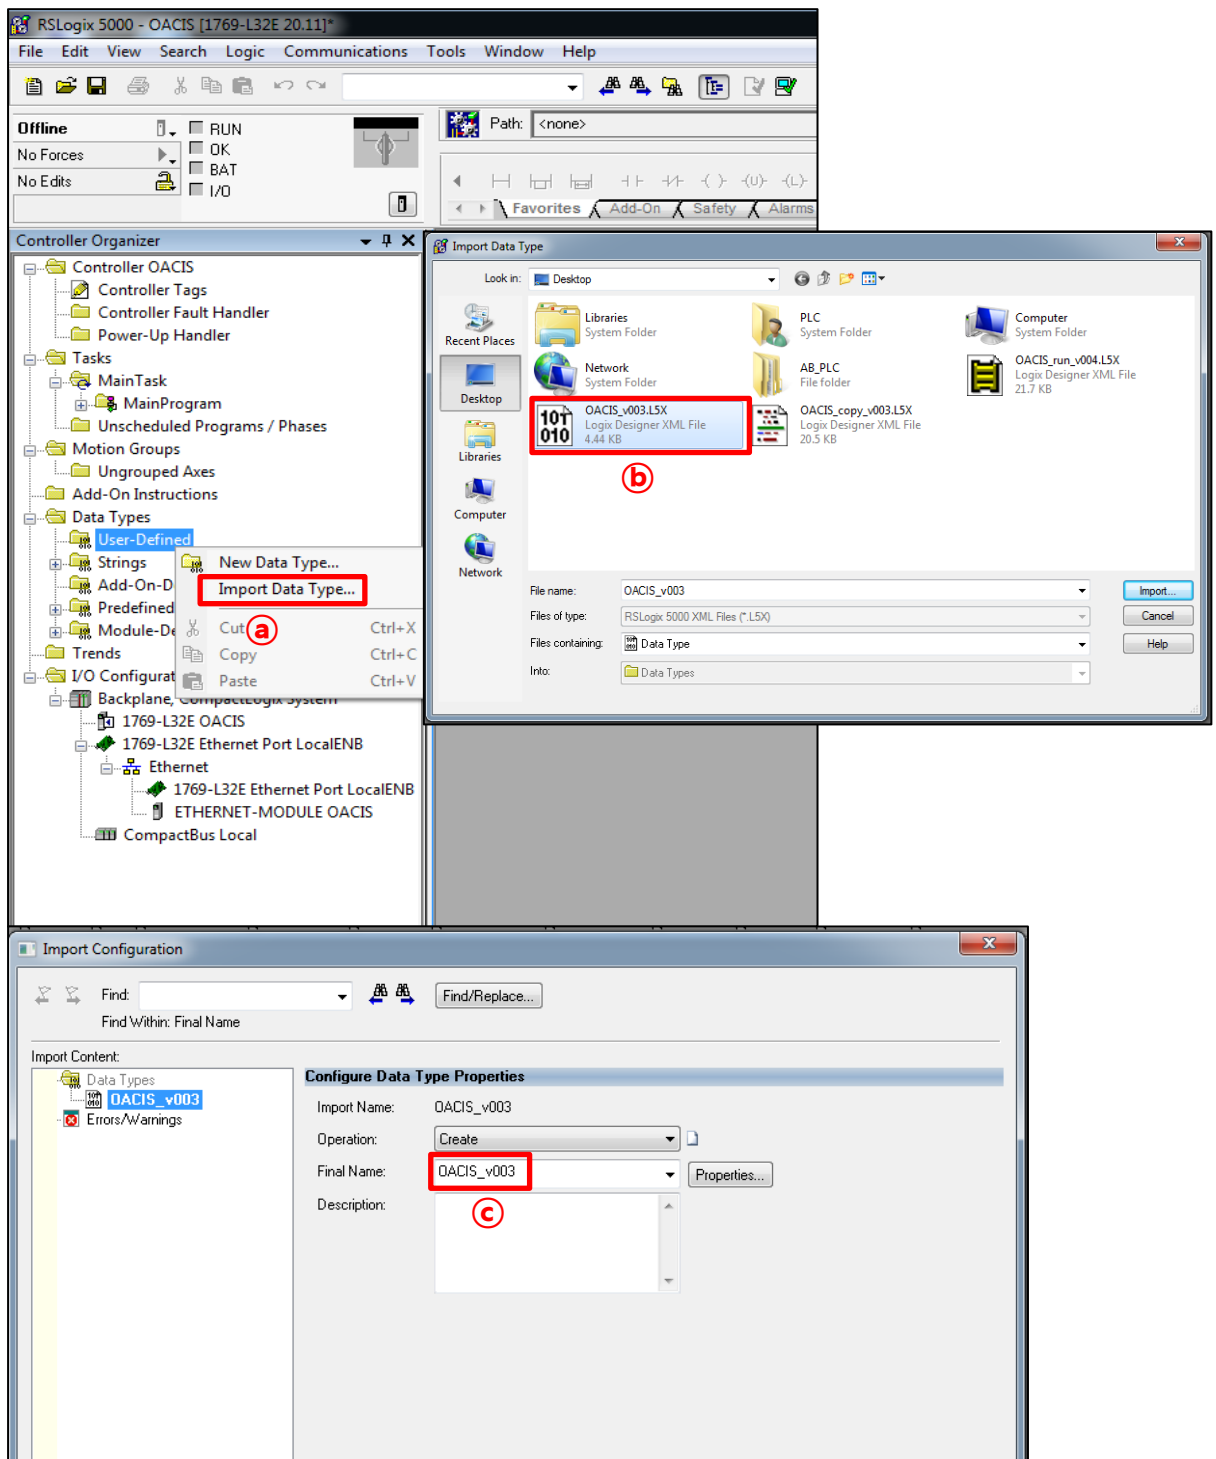 RSLogix 5000 - OACIS [1769-L32E 20.11]*
File Edit View Search Logic Communications Tools Window Help
Offline
RUN
No Forces
OK
No Edits
BAT
I/O
Path: <none>
Favorites Add-On Safety Alarms
Controller Organizer
Controller OACIS
Controller Tags
Controller Fault Handler
Power-Up Handler
Tasks
MainTask
MainProgram
Unscheduled Programs / Phases
Motion Groups
Ungrouped Axes
Add-On Instructions
Data Types
User-Defined
Strings
Add-On-D
Predefined
Module-De
Trends
I/O Configurat
Backplane, CompactLogix System
1769-L32E OACIS
1769-L32E Ethernet Port LocalENB
Ethernet
1769-L32E Ethernet Port LocalENB
ETHERNET-MODULE OACIS
CompactBus Local
New Data Type...
Import Data Type...
Cut Ctrl+X
Copy Ctrl+C
Paste Ctrl+V
a
Import Data Type
Look in: Desktop
Recent Places
Desktop
Libraries
Computer
Network
Libraries
System Folder
PLC
System Folder
Computer
System Folder
Network
System Folder
AB_PLC
File folder
OACIS_run_v004.L5X
Logix Designer XML File
21.7 KB
OACIS_v003.L5X
Logix Designer XML File
4.44 KB
OACIS_copy_v003.L5X
Logix Designer XML File
20.5 KB
b
File name: OACIS_v003 Import...
Files of type: RSLogix 5000 XML Files (*.L5X) Cancel
Files containing: Data Type Help
Into: Data Types
Import Configuration
Find: Find/Replace...
Find Within: Final Name
Import Content:
Data Types
OACIS_v003
Errors/Warnings
Configure Data Type Properties
Import Name: OACIS_v003
Operation: Create
Final Name: OACIS_v003 Properties...
Description:
c